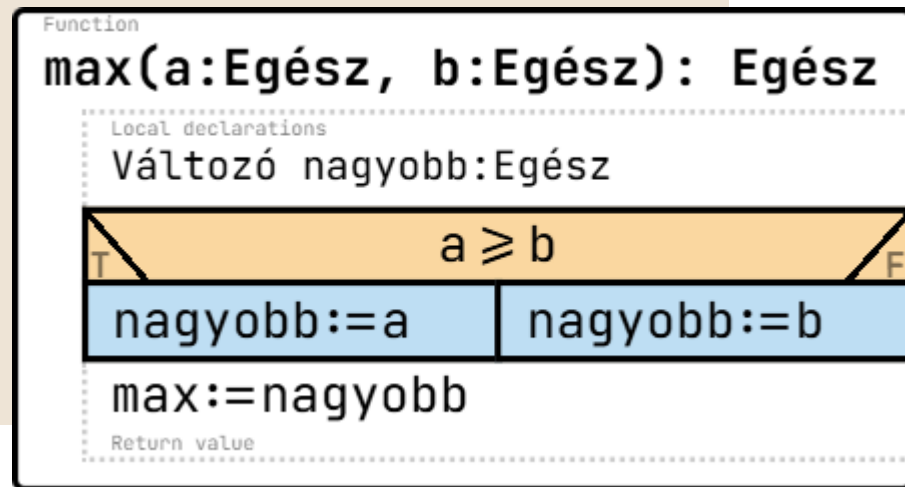 Function
max(a:Egész, b:Egész): Egész
Local declarations
Változó nagyobb:Egész
T a ⩾ b F
nagyobb:=a nagyobb:=b
max:=nagyobb
Return value